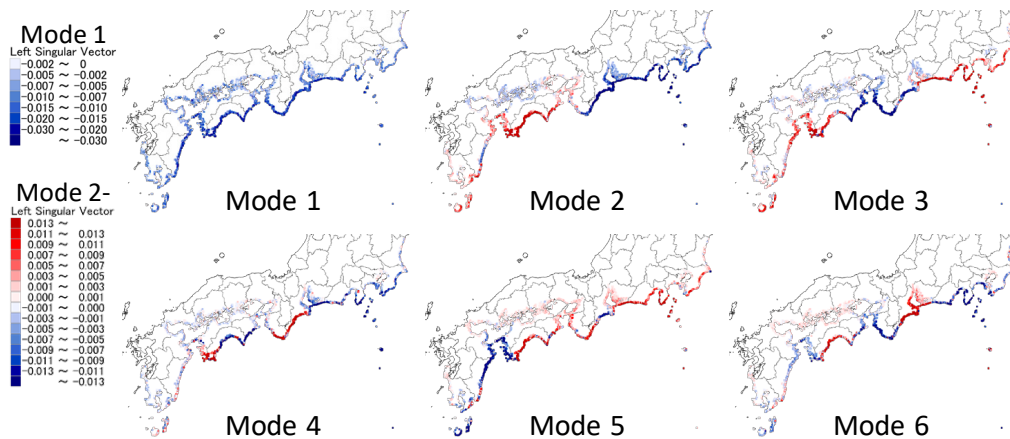 Mode 1
Left Singular Vector
-0.002 ~ 0
-0.005 ~ -0.002
-0.007 ~ -0.005
-0.010 ~ -0.007
-0.015 ~ -0.010
-0.020 ~ -0.015
-0.030 ~ -0.020
~ -0.030
Mode 2-
Left Singular Vector
0.013 ~
0.011 ~ 0.013
0.009 ~ 0.011
0.007 ~ 0.009
0.005 ~ 0.007
0.003 ~ 0.005
0.001 ~ 0.003
0.000 ~ 0.001
-0.001 ~ 0.000
-0.003 ~ -0.001
-0.005 ~ -0.003
-0.007 ~ -0.005
-0.009 ~ -0.007
-0.011 ~ -0.009
-0.013 ~ -0.011
~ -0.013
Mode 1
Mode 2
Mode 3
Mode 4
Mode 5
Mode 6